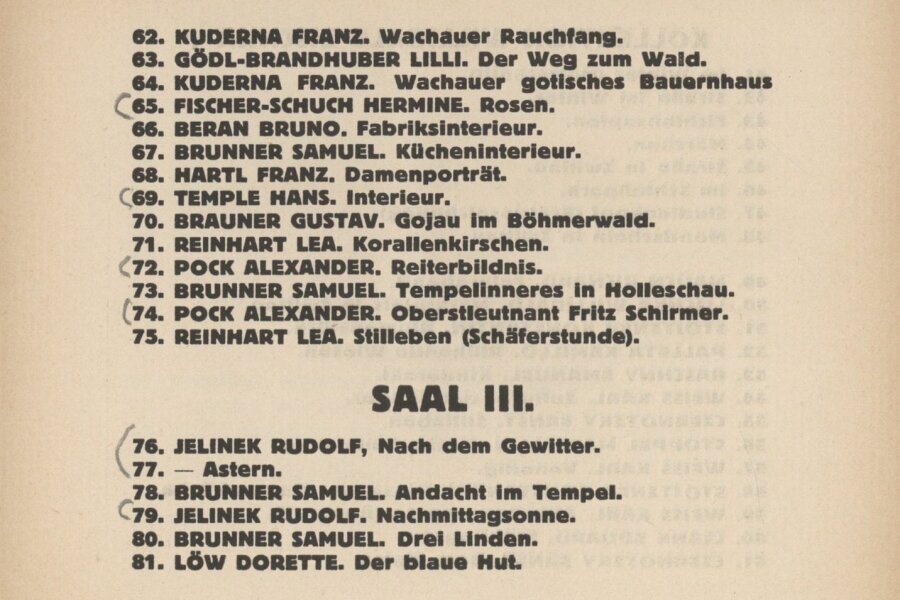 62. KUDERNA FRANZ. Wachauer Rauchfang.
63. GÖDL-BRANDHUBER LILLI. Der Weg zum Wald.
64. KUDERNA FRANZ. Wachauer gotisches Bauernhaus
65. FISCHER-SCHUCH HERMINE. Rosen.
66. BERAN BRUNO. Fabriksinterieur.
67. BRUNNER SAMUEL. Kücheninterieur.
68. HARTL FRANZ. Damenporträt.
69. TEMPLE HANS. Interieur.
70. BRAUNER GUSTAV. Gojau im Böhmerwald.
71. REINHART LEA. Korallenkirschen.
72. POCK ALEXANDER. Reiterbildnis.
73. BRUNNER SAMUEL. Tempelinneres in Holleschau.
74. POCK ALEXANDER. Oberstleutnant Fritz Schirmer.
75. REINHART LEA. Stilleben (Schäferstunde).
SAAL III.
76. JELINEK RUDOLF, Nach dem Gewitter.
77. — Astern.
78. BRUNNER SAMUEL. Andacht im Tempel.
79. JELINEK RUDOLF. Nachmittagsonne.
80. BRUNNER SAMUEL. Drei Linden.
81. LÖW DORETTE. Der blaue Hut.